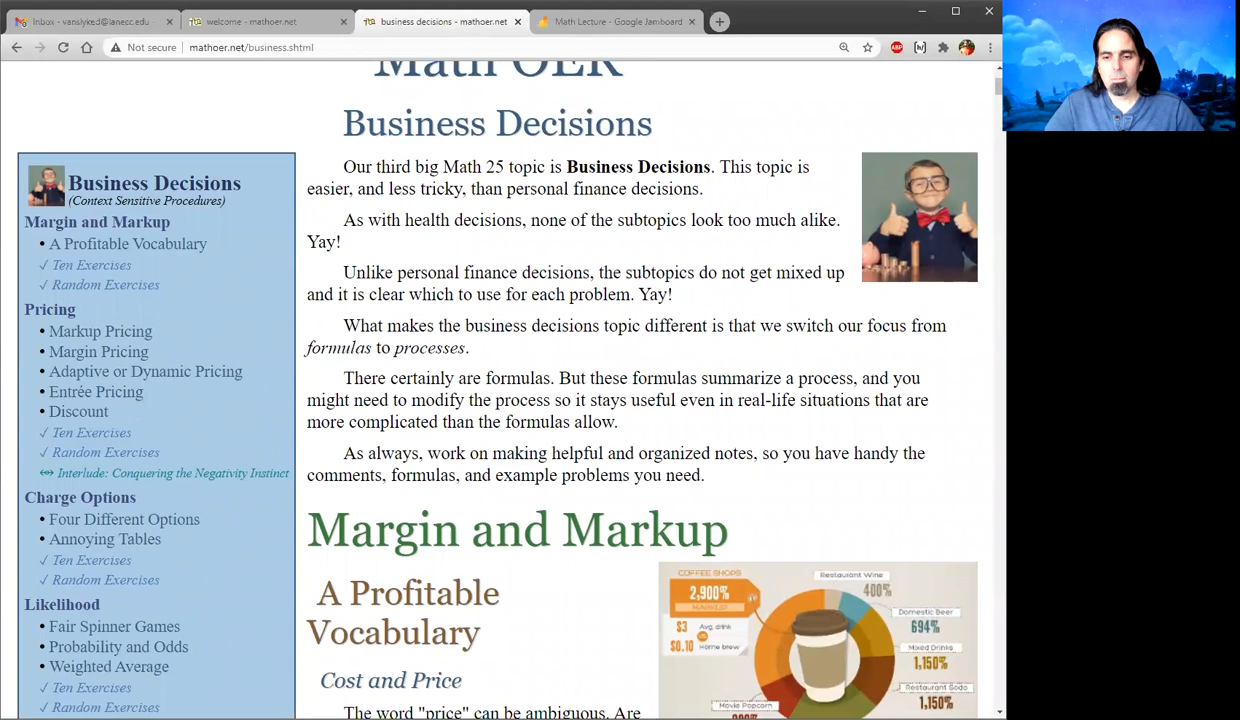 Inbox - vanslyked@lanecc.edu -
welcome - mathoer.net
business decisions - mathoer.net
Math Lecture - Google Jamboard
Not secure
mathoer.net/business.shtml
ABP
Math OER
Business Decisions
Business Decisions
(Context Sensitive Procedures)
Margin and Markup
• A Profitable Vocabulary
✓ Ten Exercises
✓ Random Exercises
Pricing
• Markup Pricing
• Margin Pricing
• Adaptive or Dynamic Pricing
• Entrée Pricing
• Discount
✓ Ten Exercises
✓ Random Exercises
Interlude: Conquering the Negativity Instinct
Charge Options
• Four Different Options
• Annoying Tables
✓ Ten Exercises
✓ Random Exercises
Likelihood
• Fair Spinner Games
• Probability and Odds
• Weighted Average
✓ Ten Exercises
✓ Random Exercises
Our third big Math 25 topic is Business Decisions. This topic is
easier, and less tricky, than personal finance decisions.
As with health decisions, none of the subtopics look too much alike.
Yay!
Unlike personal finance decisions, the subtopics do not get mixed up
and it is clear which to use for each problem. Yay!
What makes the business decisions topic different is that we switch our focus from
formulas to processes.
There certainly are formulas. But these formulas summarize a process, and you
might need to modify the process so it stays useful even in real-life situations that are
more complicated than the formulas allow.
As always, work on making helpful and organized notes, so you have handy the
comments, formulas, and example problems you need.
Margin and Markup
A Profitable
Vocabulary
Cost and Price
The word "price" can be ambiguous. Are
COFFEE SHOPS
2,900%
MARKUP
$3 Avg. drink
$0.10 Home brew
Restaurant Wine
400%
Domestic Beer
694%
Mixed Drinks
1,150%
Restaurant Soda
1,150%
Movie Popcorn